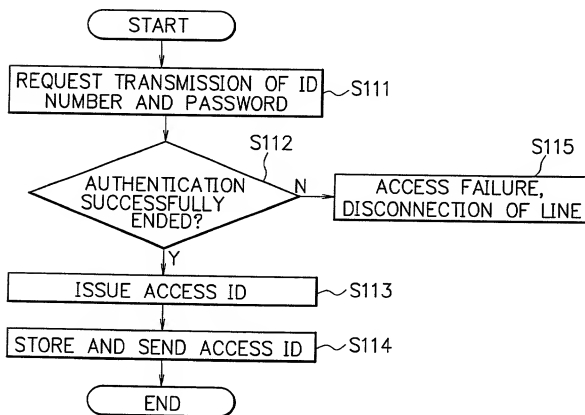 START
REQUEST TRANSMISSION OF ID
NUMBER AND PASSWORD
S111
S112
AUTHENTICATION
SUCCESSFULLY
ENDED?
N
S115
ACCESS FAILURE,
DISCONNECTION OF LINE
Y
ISSUE ACCESS ID
S113
STORE AND SEND ACCESS ID
S114
END